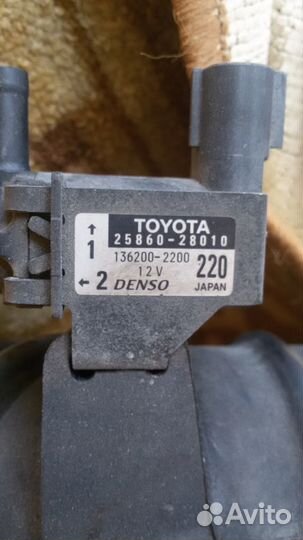 TOYOTA
25860-28010
↑
1
136200-2200
12V
220
←2 DENSO
JAPAN
Avito